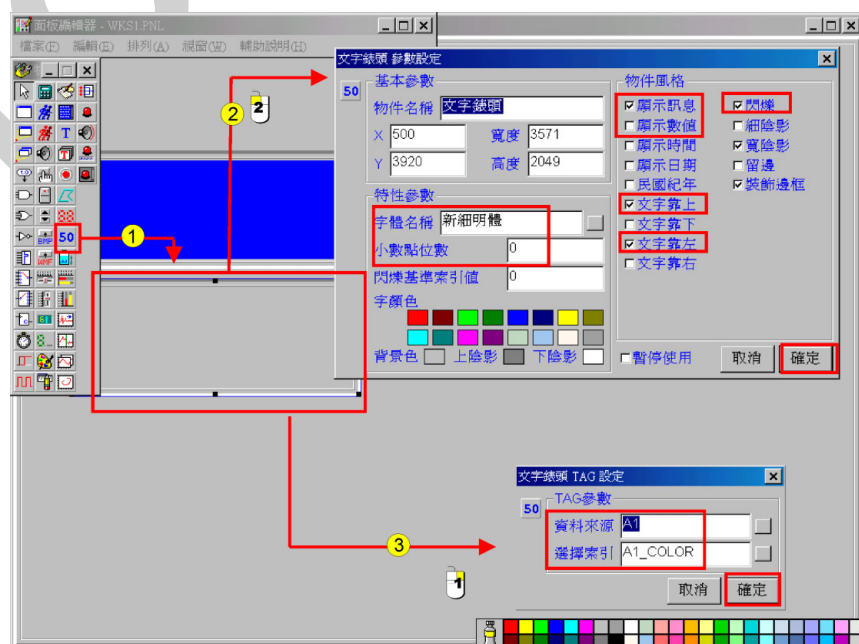 面板編輯器 - WKS1.PNL
檔案(F) 編輯(E) 排列(A) 視窗(W) 輔助說明(H)
文字錶頭 參數設定
50
基本參數
物件名稱 文字錶頭
X 500 寬度 3571
Y 3920 高度 2049
特性參數
字體名稱 新細明體
小數點位數 0
閃爍基準索引值 0
字顏色
背景色 上陰影 下陰影
物件風格
顯示訊息
顯示數值
顯示時間
顯示日期
民國紀年
文字靠上
文字靠下
文字靠左
文字靠右
閃爍
細陰影
寬陰影
留邊
裝飾邊框
暫停使用 取消 確定
T
BMP 50
WMF
1
2
2
3
1
文字錶頭 TAG 設定
50
TAG參數
資料來源 A1
選擇索引 A1_COLOR
取消 確定